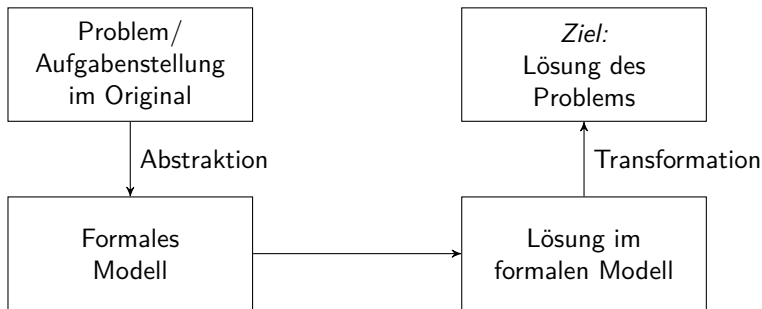 Problem/
Aufgabenstellung
im Original
Ziel:
Lösung des
Problems
Abstraktion
Transformation
Formales
Modell
Lösung im
formalen Modell